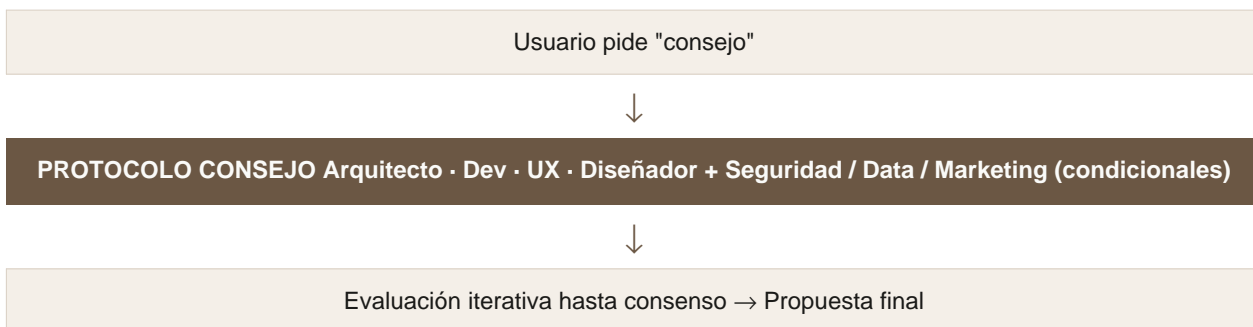 Usuario pide "consejo"
↓
PROTOCOLO CONSEJO Arquitecto · Dev · UX · Diseñador + Seguridad / Data / Marketing (condicionales)
↓
Evaluación iterativa hasta consenso → Propuesta final